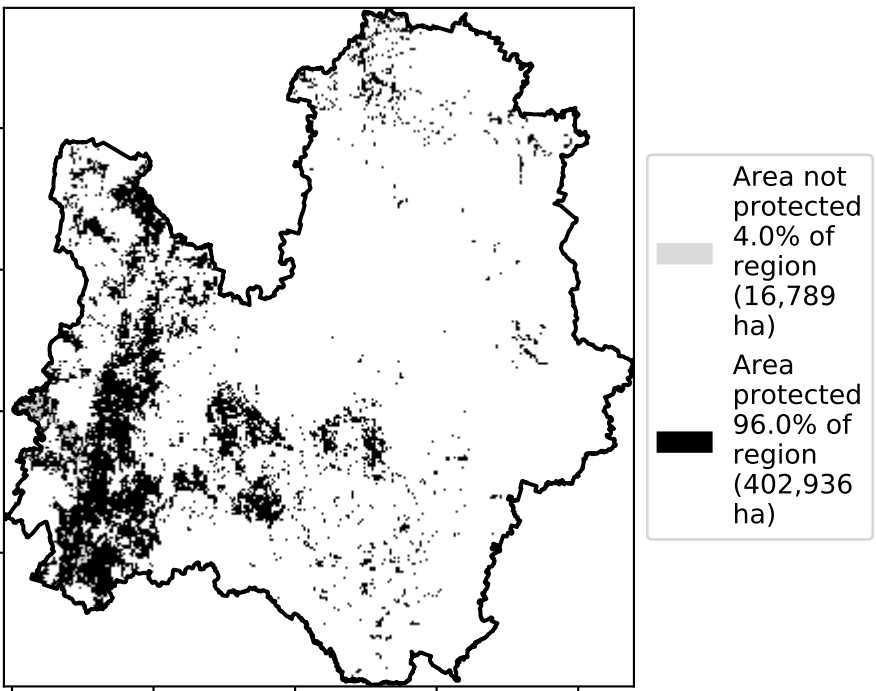 Area not
protected
4.0% of
region
(16,789
ha)
Area
protected
96.0% of
region
(402,936
ha)